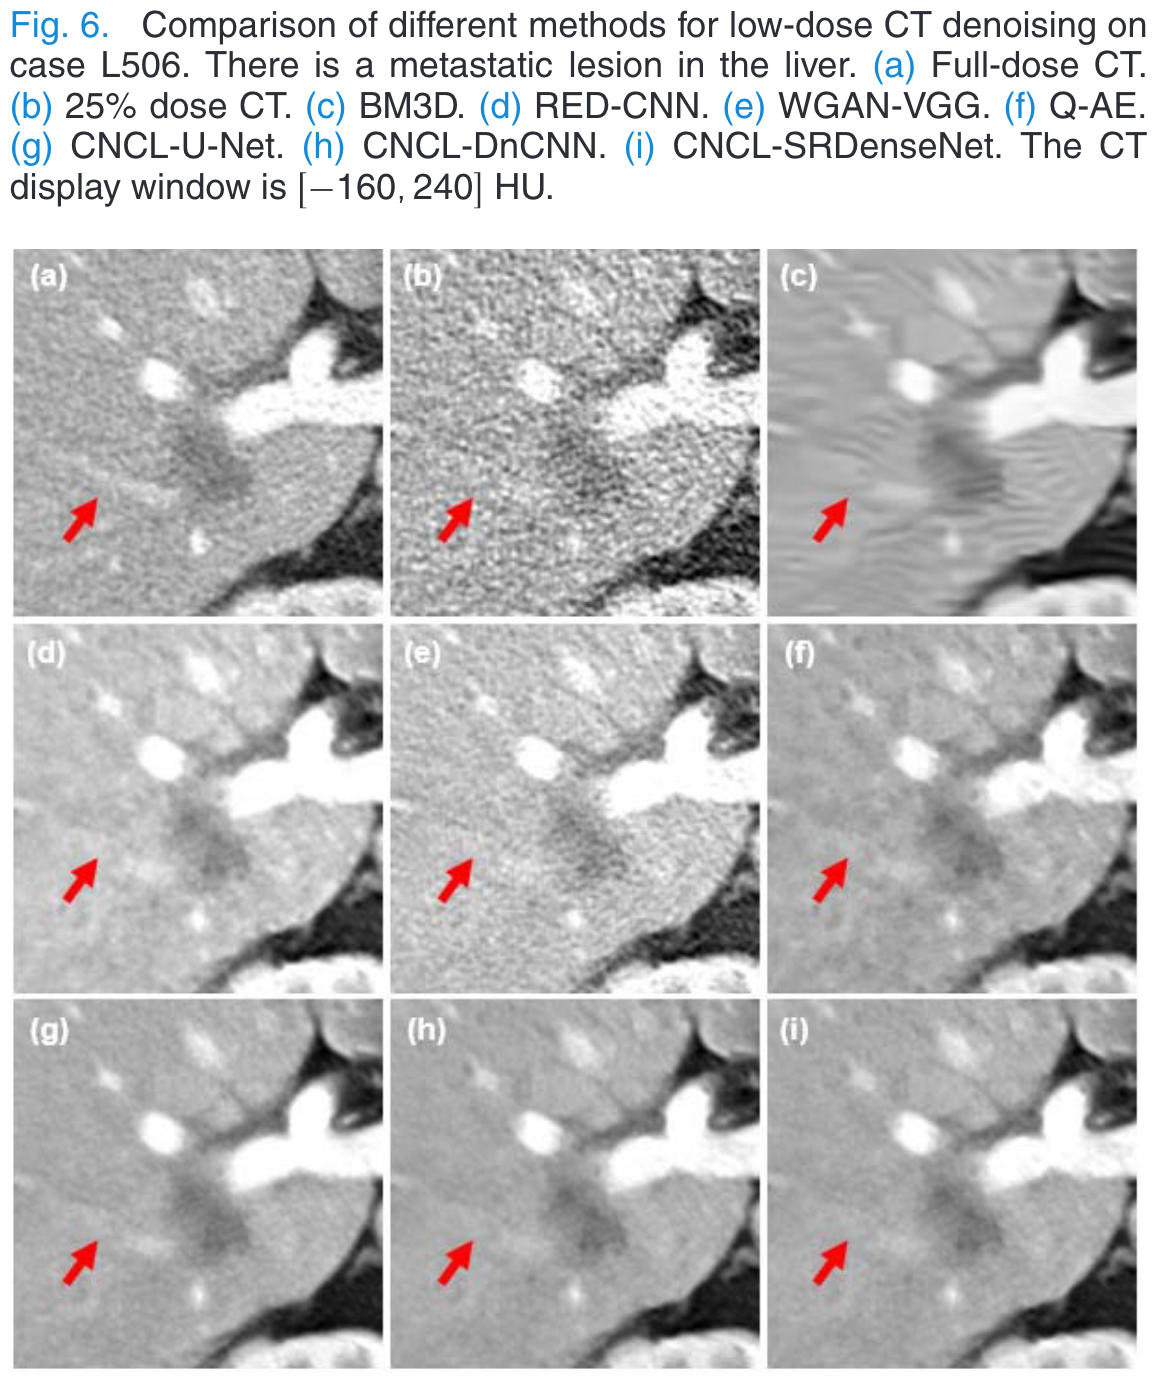 Fig. 6. Comparison of different methods for low-dose CT denoising on
case L506. There is a metastatic lesion in the liver. (a) Full-dose CT.
(b) 25% dose CT. (c) BM3D. (d) RED-CNN. (e) WGAN-VGG. (f) Q-AE.
(g) CNCL-U-Net. (h) CNCL-DnCNN. (i) CNCL-SRDenseNet. The CT
display window is [−160, 240] HU.
(a) (b) (c)
(d) (e) (f)
(g) (h) (i)